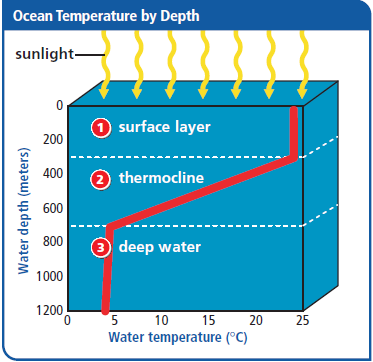 Ocean Temperature by Depth
sunlight
0
1 surface layer
200
400
2 thermocline
600
800
3 deep water
1000
1200
0 5 10 15 20 25
Water depth (meters)
Water temperature (°C)